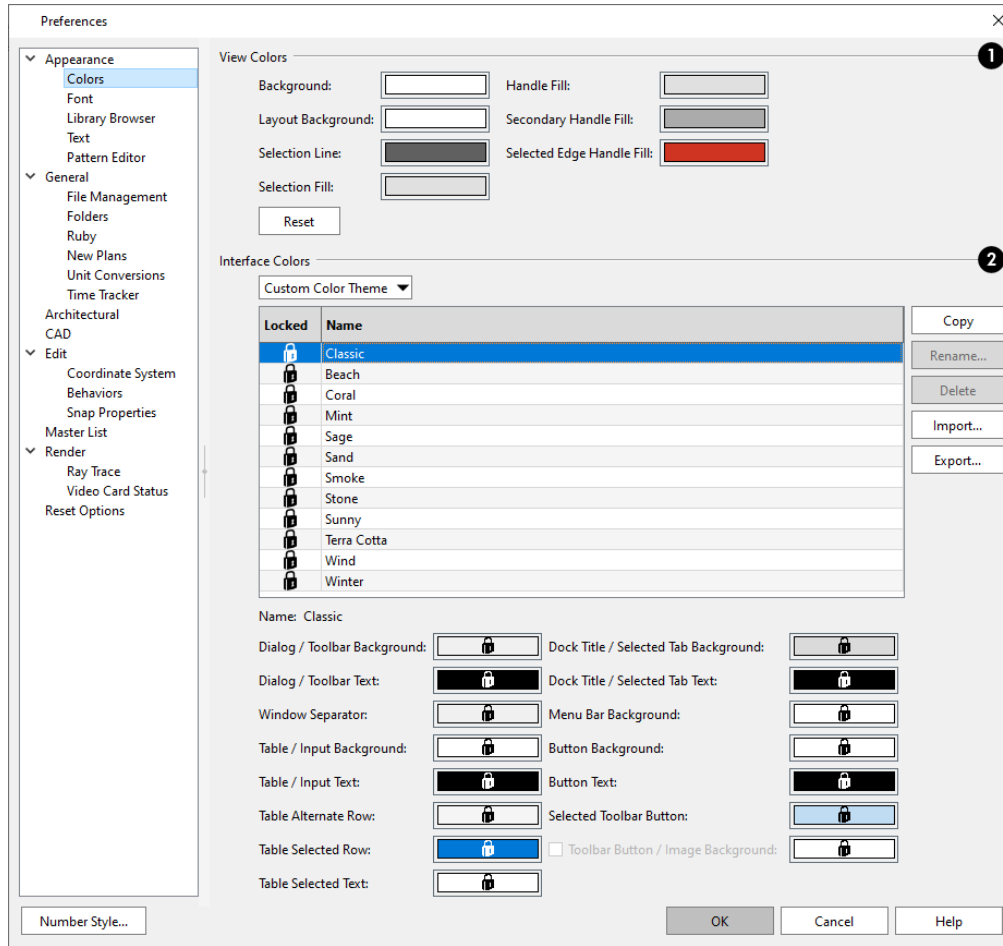 Preferences
Appearance
Colors
Font
Library Browser
Text
Pattern Editor
General
File Management
Folders
Ruby
New Plans
Unit Conversions
Time Tracker
Architectural
CAD
Edit
Coordinate System
Behaviors
Snap Properties
Master List
Render
Ray Trace
Video Card Status
Reset Options
View Colors 1
Background: Handle Fill:
Layout Background: Secondary Handle Fill:
Selection Line: Selected Edge Handle Fill:
Selection Fill:
Reset
Interface Colors 2
Custom Color Theme
Locked Name
Classic
Beach
Coral
Mint
Sage
Sand
Smoke
Stone
Sunny
Terra Cotta
Wind
Winter
Copy
Rename...
Delete
Import...
Export...
Name: Classic
Dialog / Toolbar Background: Dock Title / Selected Tab Background:
Dialog / Toolbar Text: Dock Title / Selected Tab Text:
Window Separator: Menu Bar Background:
Table / Input Background: Button Background:
Table / Input Text: Button Text:
Table Alternate Row: Selected Toolbar Button:
Table Selected Row: Toolbar Button / Image Background:
Table Selected Text:
Number Style... OK Cancel Help